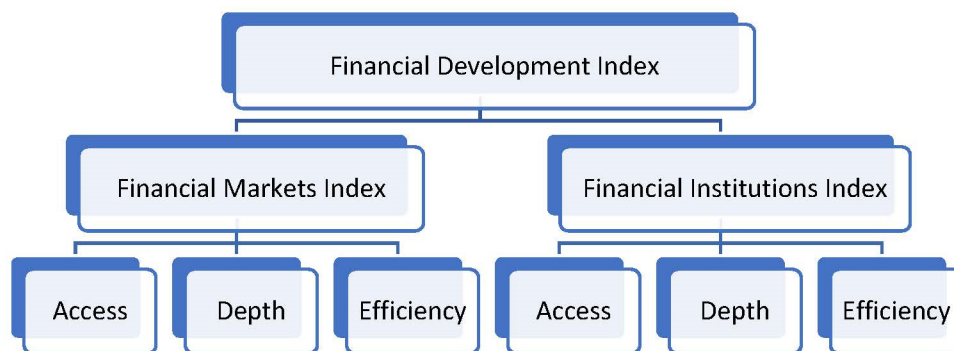 Financial Development Index
Financial Markets Index
Financial Institutions Index
Access
Depth
Efficiency
Access
Depth
Efficiency